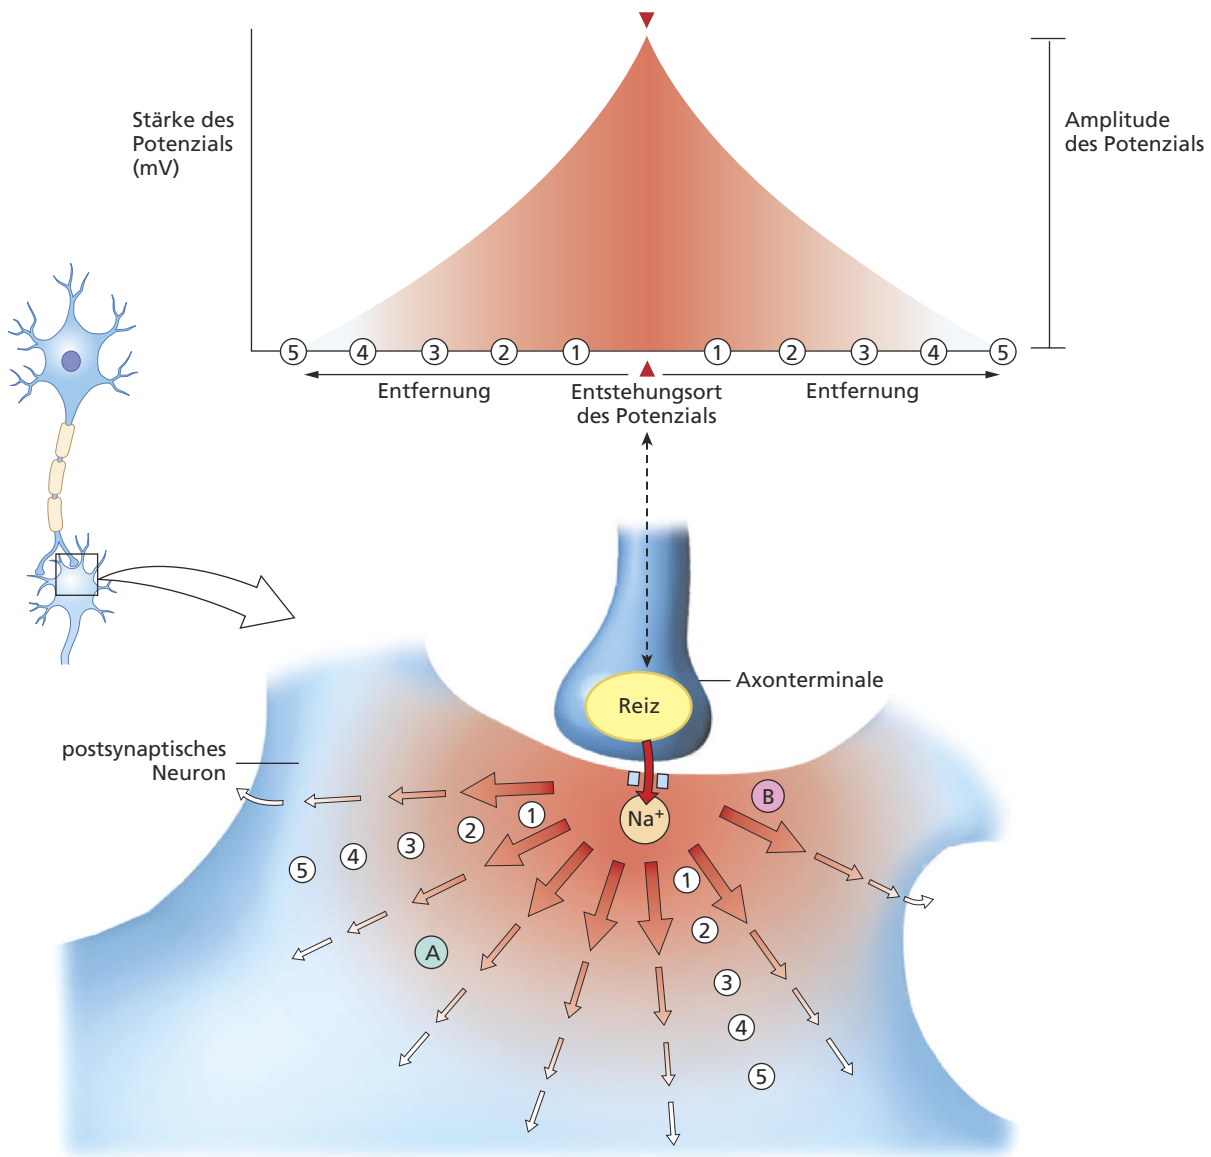 Stärke des
Potenzials
(mV)
Amplitude
des Potenzials
5
4
3
2
1
1
2
3
4
5
Entfernung
Entstehungsort
des Potenzials
Entfernung
Axonterminale
Reiz
postsynaptisches
Neuron
B
Na+
1
2
3
4
5
1
2
3
4
5
A